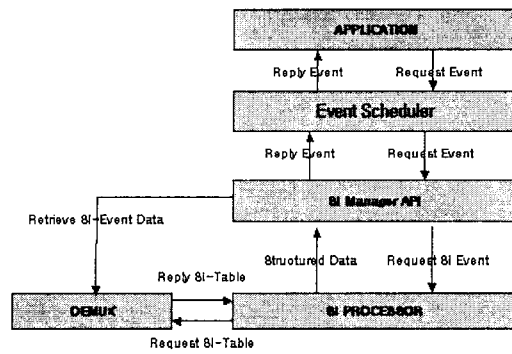 APPLICATION
Reply Event
Request Event
Event Scheduler
Reply Event
Request Event
SI Manager API
Retrieve SI-Event Data
Structured Data
Request SI Event
Reply SI-Table
DEMUX
SI PROCESSOR
Request SI-Table